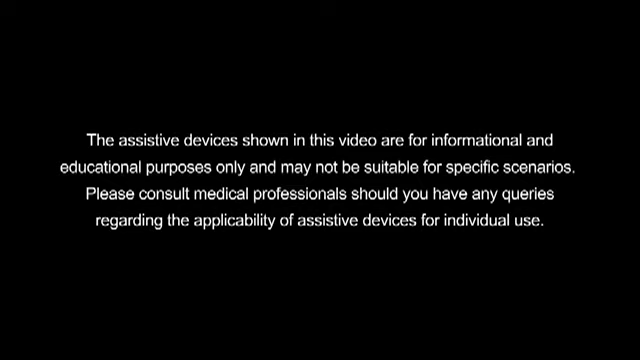 The assistive devices shown in this video are for informational and
educational purposes only and may not be suitable for specific scenarios.
Please consult medical professionals should you have any queries
regarding the applicability of assistive devices for individual use.